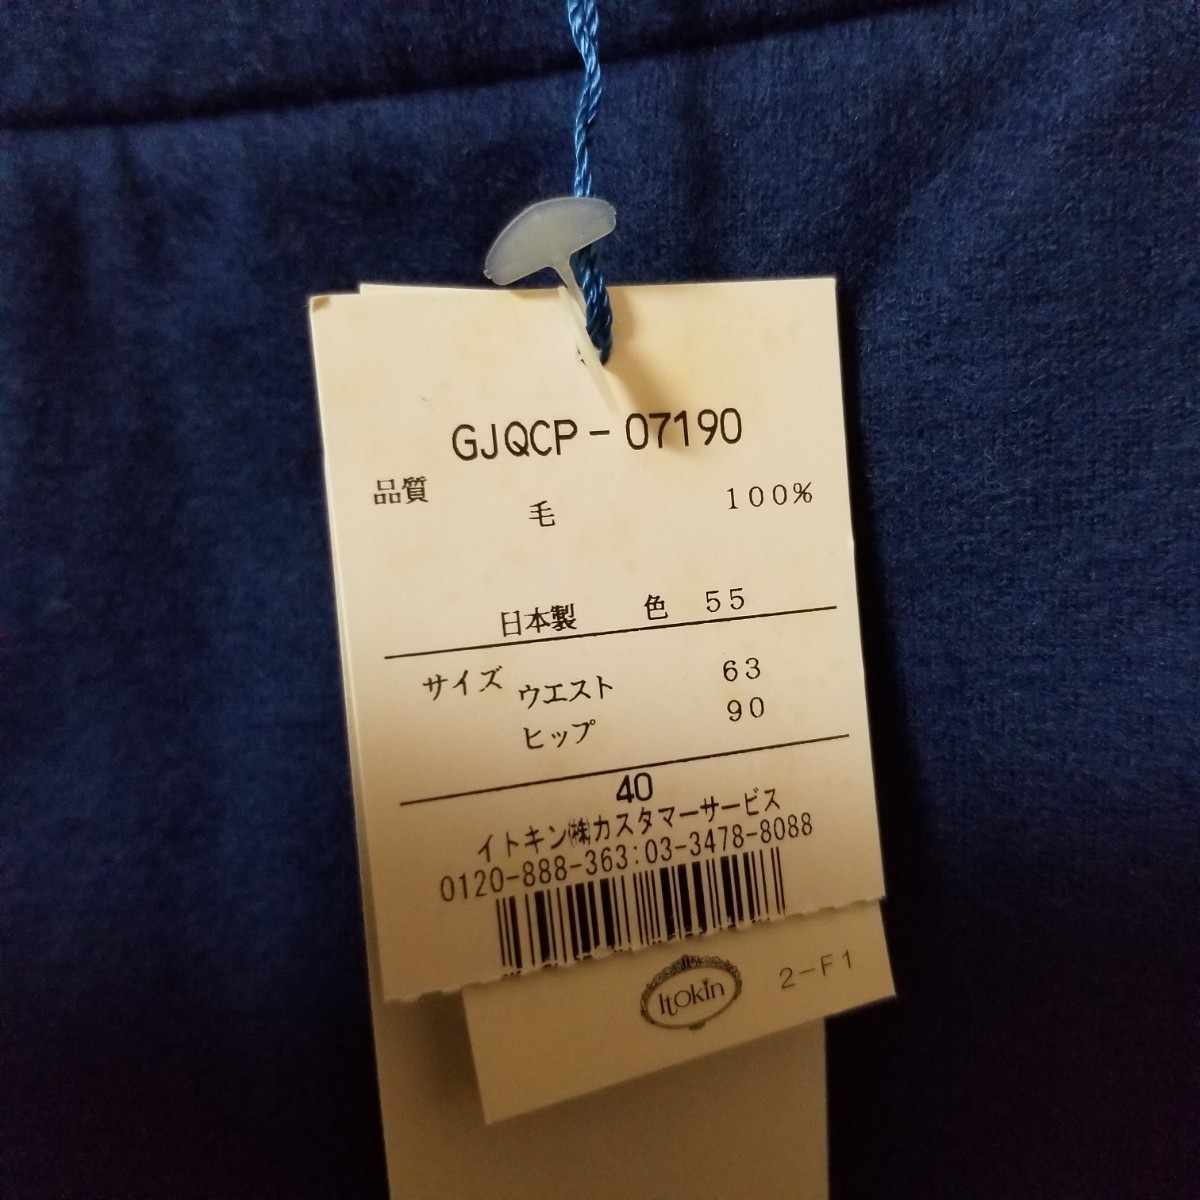 GJQCP-07190
品質
毛 100%
日本製 色 55
サイズ ウエスト 63
ヒップ 90
40
イトキン㈱カスタマーサービス
0120-888-363:03-3478-8088
Itokin 2-F1